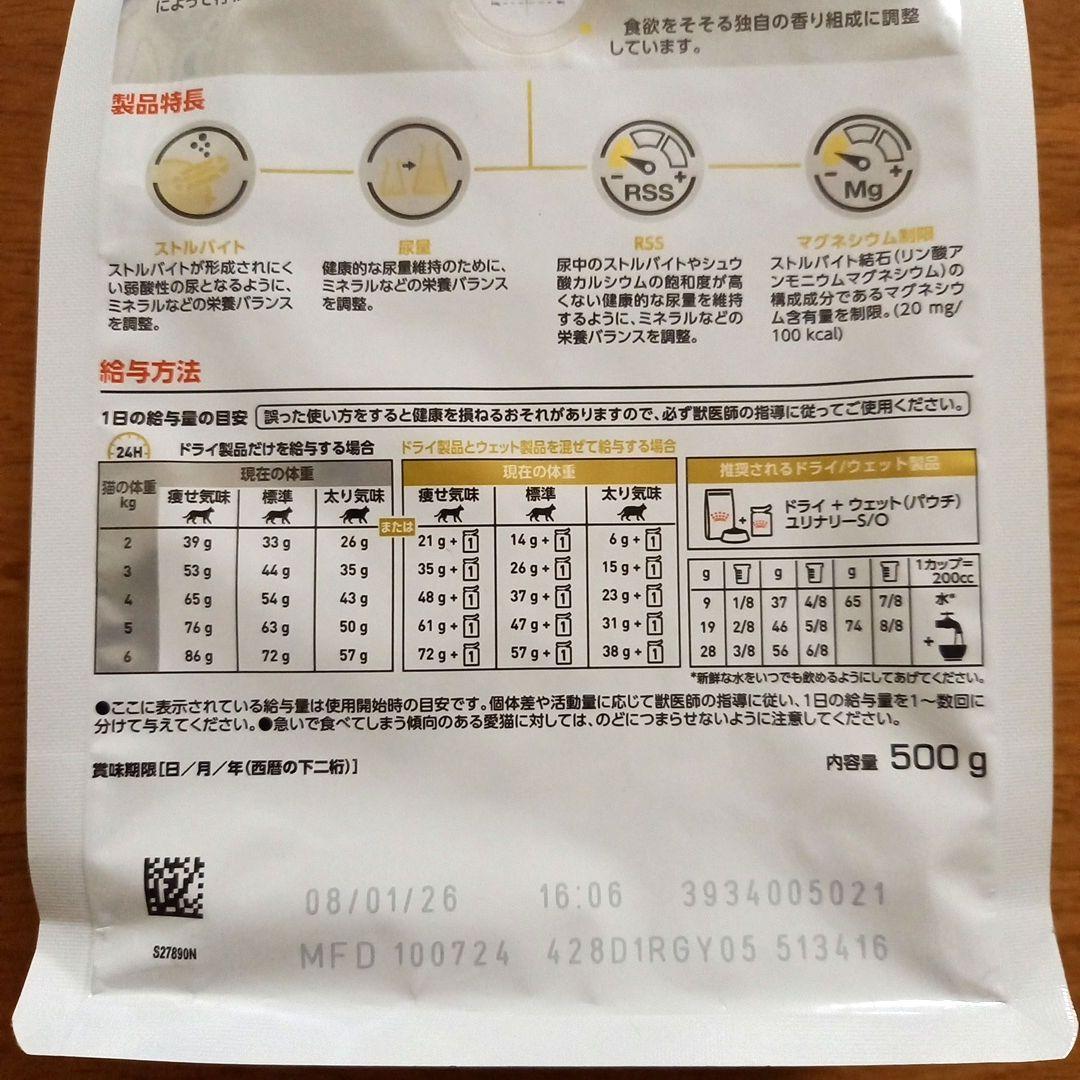 によって
食欲をそそる独自の香り組成に調整
しています。
製品特長
RSS
Mg
ストルバイト
ストルバイトが形成されにく
い弱酸性の尿となるように、
ミネラルなどの栄養バランス
を調整。
尿量
健康的な尿量維持のために、
ミネラルなどの栄養バランス
を調整。
RSS
尿中のストルバイトやシュウ
酸カルシウムの飽和度が高
くない健康的な尿量を維持
するように、ミネラルなどの
栄養バランスを調整。
マグネシウム制限
ストルバイト結石（リン酸ア
ンモニウムマグネシウム）の
構成成分であるマグネシウ
ム含有量を制限。(20 mg/
100 kcal)
給与方法
1日の給与量の目安 誤った使い方をすると健康を損ねるおそれがありますので、必ず獣医師の指導に従ってご使用ください。
24H ドライ製品だけを給与する場合 ドライ製品とウェット製品を混ぜて給与する場合
猫の体重 kg 現在の体重 または 現在の体重
痩せ気味 標準 太り気味 痩せ気味 標準 太り気味
2 39 g 33 g 26 g 21 g + 1 14 g + 1 6 g + 1
3 53 g 44 g 35 g 35 g + 1 26 g + 1 15 g + 1
4 65 g 54 g 43 g 48 g + 1 37 g + 1 23 g + 1
5 76 g 63 g 50 g 61 g + 1 47 g + 1 31 g + 1
6 86 g 72 g 57 g 72 g + 1 57 g + 1 38 g + 1
推奨されるドライ/ウェット製品
ドライ + ウェット（パウチ）
ユリナリーS/O
g g g 1カップ=
200cc
9 1/8 37 4/8 65 7/8 水*
19 2/8 46 5/8 74 8/8
28 3/8 56 6/8 +
*新鮮な水をいつでも飲めるようにしてあげてください。
●ここに表示されている給与量は使用開始時の目安です。個体差や活動量に応じて獣医師の指導に従い、1日の給与量を1〜数回に
分けて与えてください。●急いで食べてしまう傾向のある愛猫に対しては、のどにつまらせないように注意してください。
賞味期限［日／月／年（西暦の下二桁）］
内容量 500 g
08/01/26 16:06 3934005021
MFD 100724 428D1RGY05 513416
S27890N